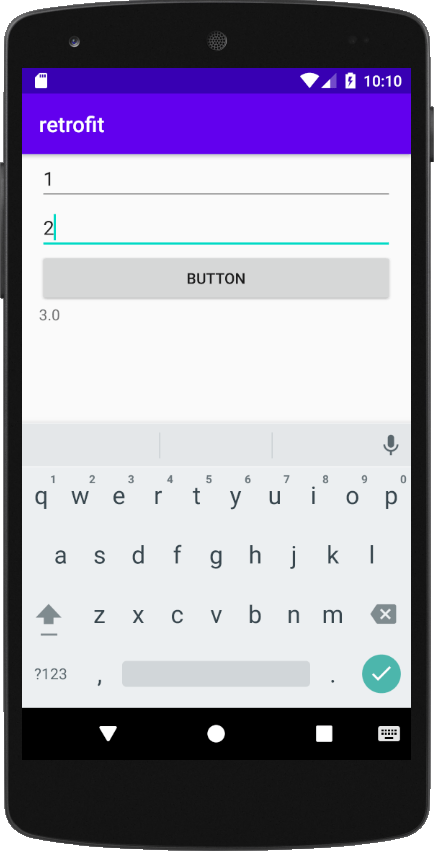 10:10
retrofit
1
2
BUTTON
3.0
1 2 3 4 5 6 7 8 9 0
q w e r t y u i o p
a s d f g h j k l
z x c v b n m
?123 , .